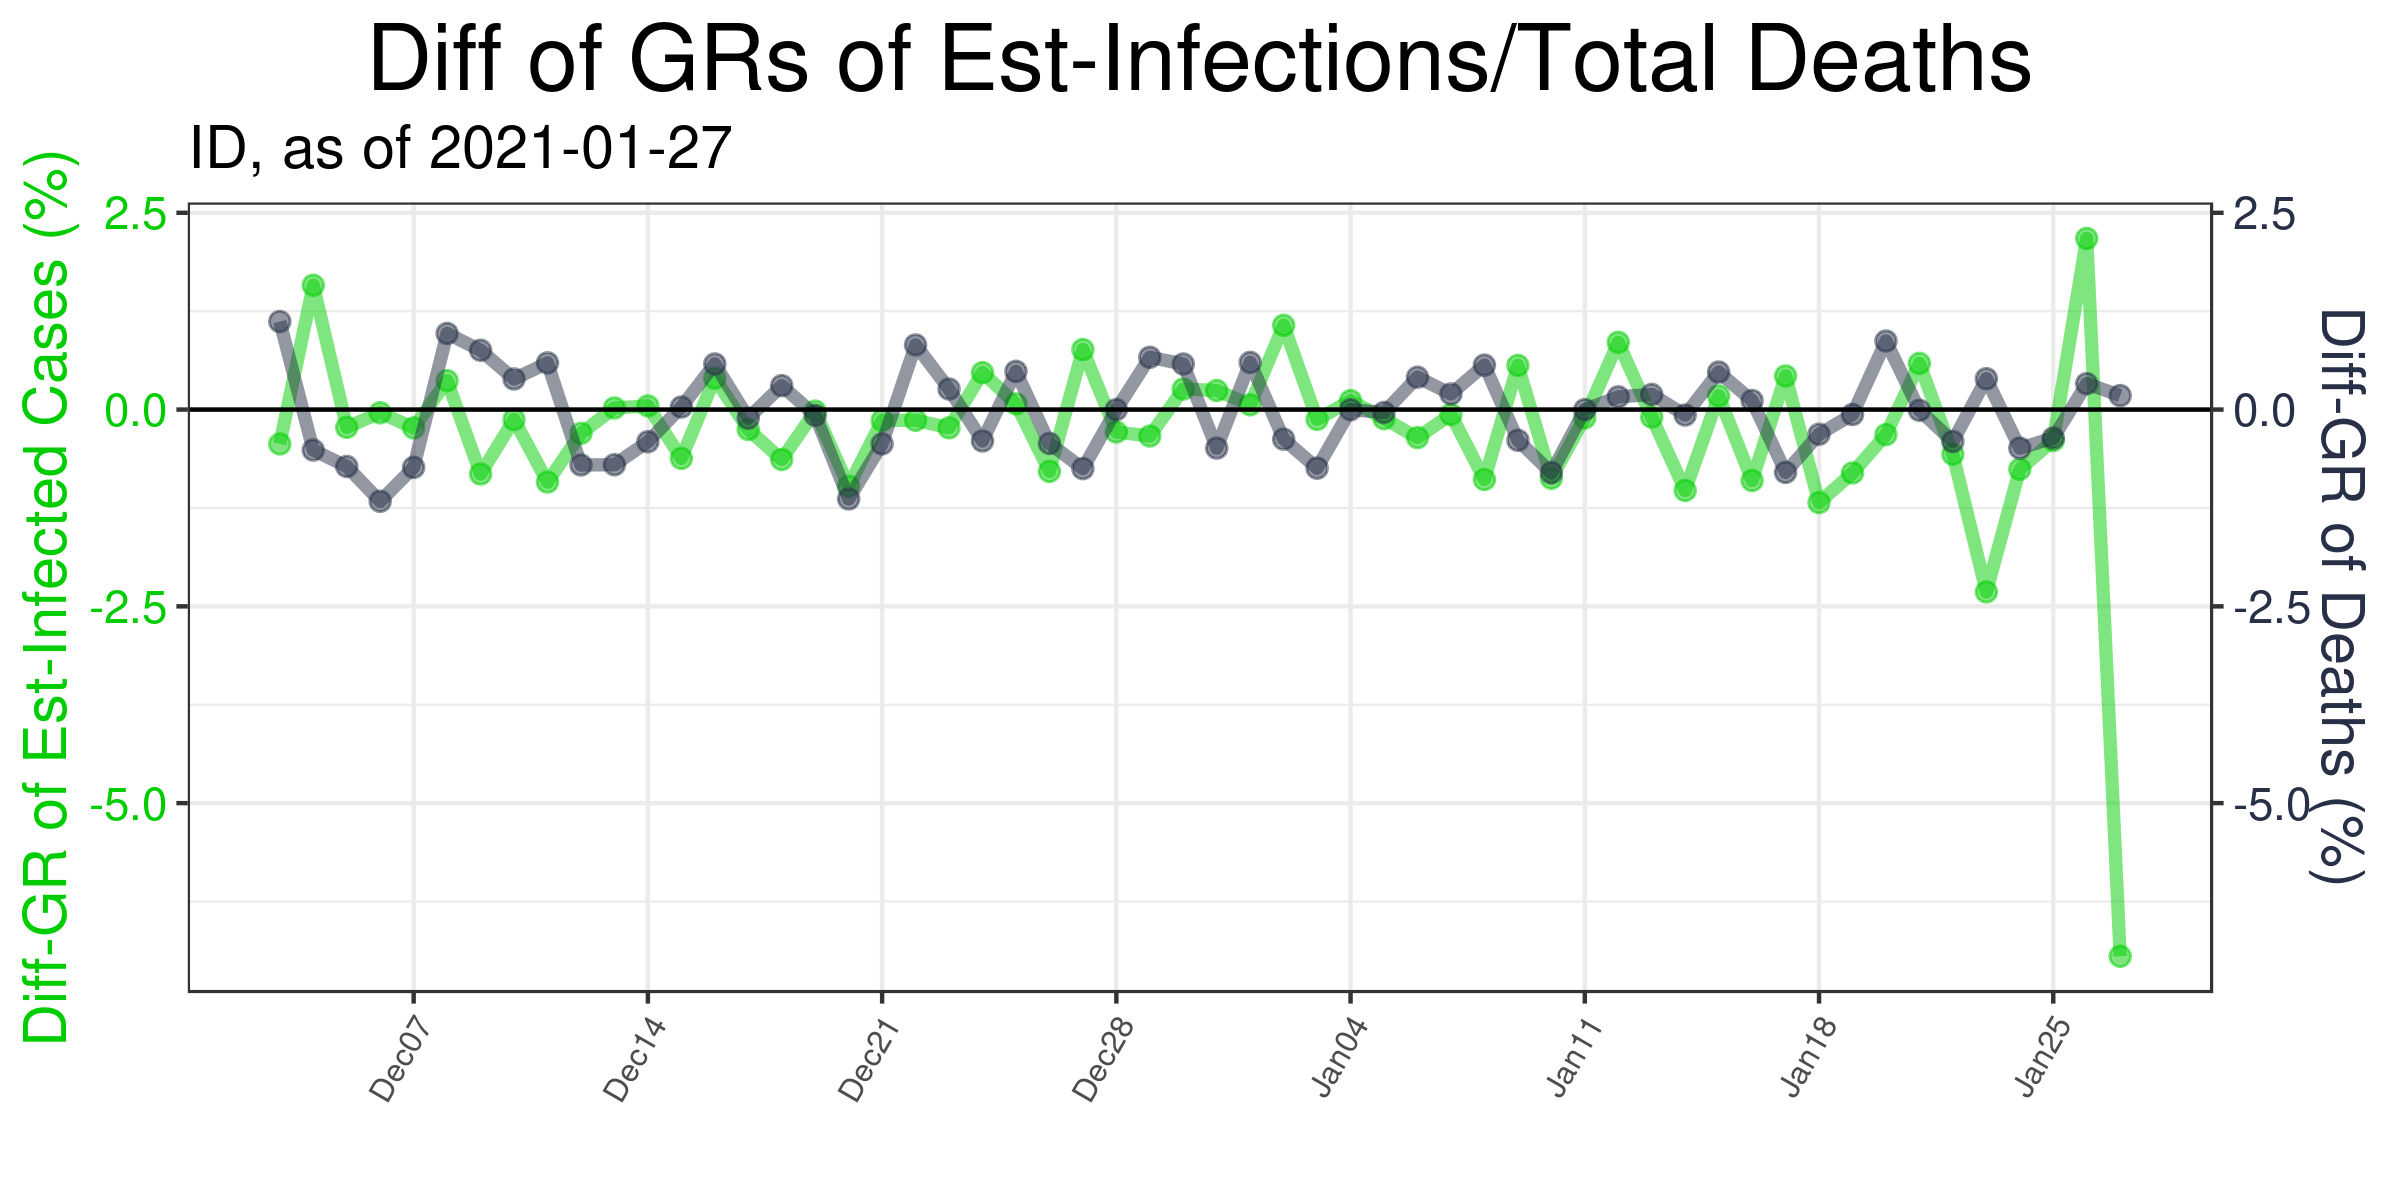 Diff of GRs of Est-Infections/Total Deaths
ID, as of 2021-01-27
Diff-GR of Est-Infected Cases (%)
2.5
0.0
-2.5
-5.0
2.5
0.0
-2.5
-5.0
Diff-GR of Deaths (%)
Dec07
Dec14
Dec21
Dec28
Jan04
Jan11
Jan18
Jan25